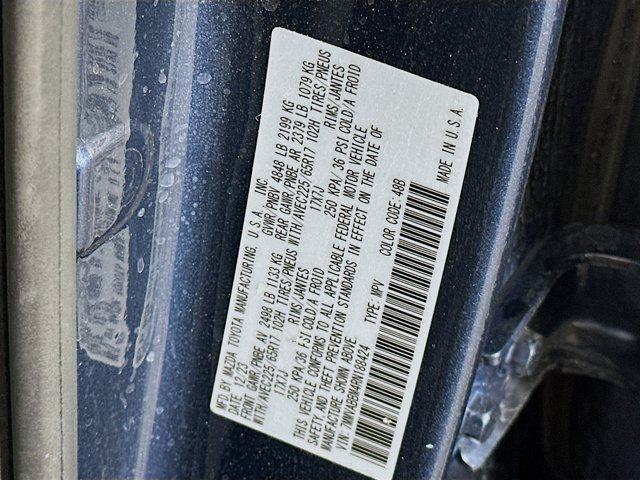 MFD BY MAZDA TOYOTA MANUFACTURING, U.S.A., INC.
DATE: 12/23 GVWR/PNBV 4848 LB 2199 KG
FRONT GAWR/PNBE AV 2498 LB 1133 KG REAR GAWR/PNBE AR 2379 LB 1079 KG
WITH/AVEC225/65R17 102H TIRES/PNEUS WITH/AVEC225/65R17 102H TIRES/PNEUS
17X7J RIMS/JANTES 17X7J RIMS/JANTES
250 KPA/36 PSI COLD/A FROID 250 KPA/ 36 PSI COLD/A FROID
THIS VEHICLE CONFORMS TO ALL APPLICABLE FEDERAL MOTOR VEHICLE
SAFETY AND THEFT PREVENTION STANDARDS IN EFFECT ON THE DATE OF
MANUFACTURE SHOWN ABOVE.
VIN: TYPE: MPV COLOR CODE: 48B
MADE IN U.S.A.